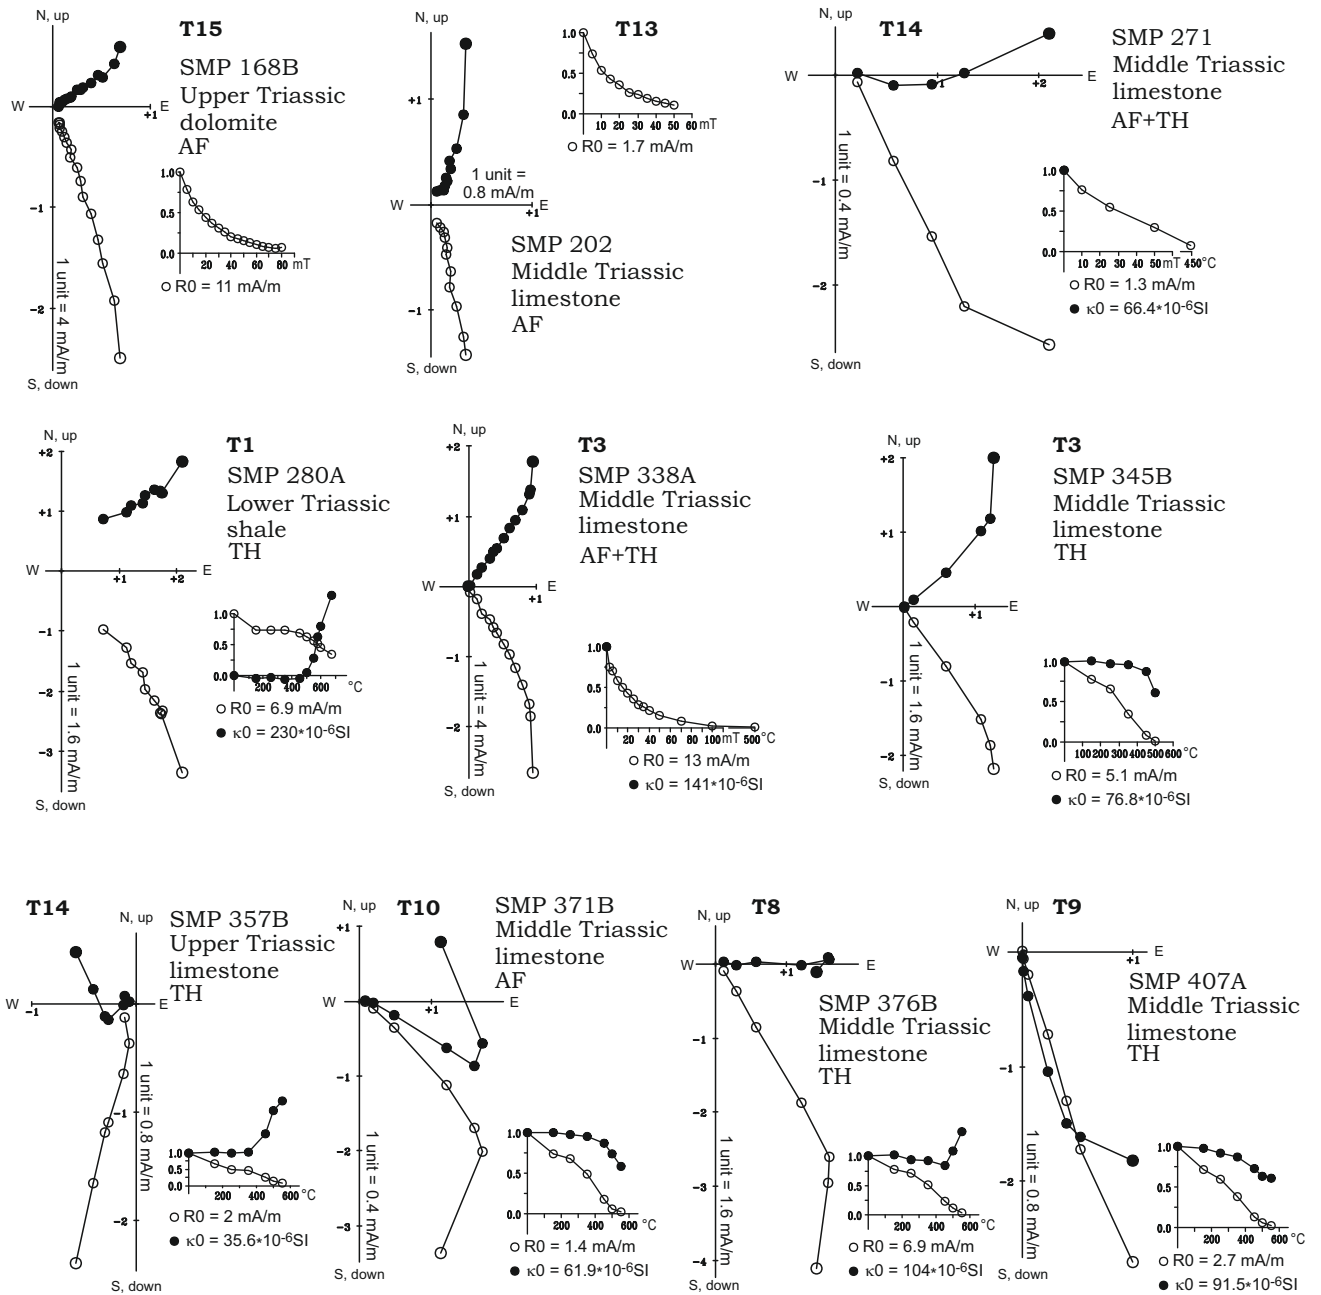 N, up
T15
SMP 168B
Upper Triassic
dolomite
AF
W
E
+1
-1
-2
1 unit = 4 mA/m
S, down
1.0
0.5
0.0
20 40 60 80 mT
R0 = 11 mA/m
N, up
T13
+1
W
+1 E
-1
1 unit =
0.8 mA/m
SMP 202
Middle Triassic
limestone
AF
S, down
1.0
0.5
0.0
10 20 30 40 50 60 mT
R0 = 1.7 mA/m
N, up
T14
SMP 271
Middle Triassic
limestone
AF+TH
W
+1
+2
E
-1
-2
1 unit = 0.4 mA/m
S, down
1.0
0.5
0.0
10 20 30 40 50mT 450°C
R0 = 1.3 mA/m
κ0 = 66.4*10-6SI
N, up
T1
SMP 280A
Lower Triassic
shale
TH
+2
+1
W
+1
+2
E
-1
-2
-3
1 unit = 1.6 mA/m
S, down
1.0
0.5
0.0
200 400 600 °C
R0 = 6.9 mA/m
κ0 = 230*10-6SI
N, up
T3
SMP 338A
Middle Triassic
limestone
AF+TH
+2
+1
W
E
+1
-1
-2
1 unit = 4 mA/m
S, down
1.0
0.5
0.0
20 40 60 80 100mT 500°C
R0 = 13 mA/m
κ0 = 141*10-6SI
N, up
T3
SMP 345B
Middle Triassic
limestone
TH
+2
+1
W
+1
E
-1
-2
1 unit = 1.6 mA/m
S, down
1.0
0.5
0.0
100 200 300 400 500 600 °C
R0 = 5.1 mA/m
κ0 = 76.8*10-6SI
T14
N, up
SMP 357B
Upper Triassic
limestone
TH
W
-1
E
-1
-2
1 unit = 0.8 mA/m
S, down
1.0
0.5
0.0
200 400 600 °C
R0 = 2 mA/m
κ0 = 35.6*10-6SI
N, up
T10
SMP 371B
Middle Triassic
limestone
AF
+1
W
+1
E
-1
-2
-3
1 unit = 0.4 mA/m
S, down
1.0
0.5
0.0
200 400 600 °C
R0 = 1.4 mA/m
κ0 = 61.9*10-6SI
N, up
T8
W
+1
E
SMP 376B
Middle Triassic
limestone
TH
-1
-2
-3
-4
1 unit = 1.6 mA/m
S, down
1.0
0.5
0.0
200 400 600 °C
R0 = 6.9 mA/m
κ0 = 104*10-6SI
N, up
T9
W
E
+1
SMP 407A
Middle Triassic
limestone
TH
-1
-2
1 unit = 0.8 mA/m
S, down
1.0
0.5
0.0
200 400 600 °C
R0 = 2.7 mA/m
κ0 = 91.5*10-6SI